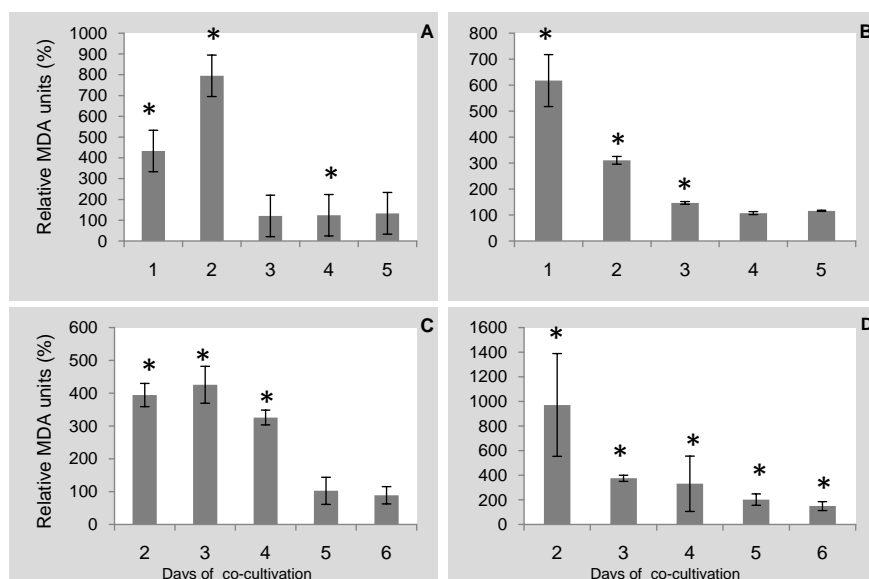 A
Relative MDA units (%)
1000
900
800
700
600
500
400
300
200
100
0
* * *
1 2 3 4 5
B
800
700
600
500
400
300
200
100
0
* * *
1 2 3 4 5
C
Relative MDA units (%)
600
500
400
300
200
100
0
* * *
2 3 4 5 6
Days of co-cultivation
D
1600
1400
1200
1000
800
600
400
200
0
* * * * *
2 3 4 5 6
Days of co-cultivation